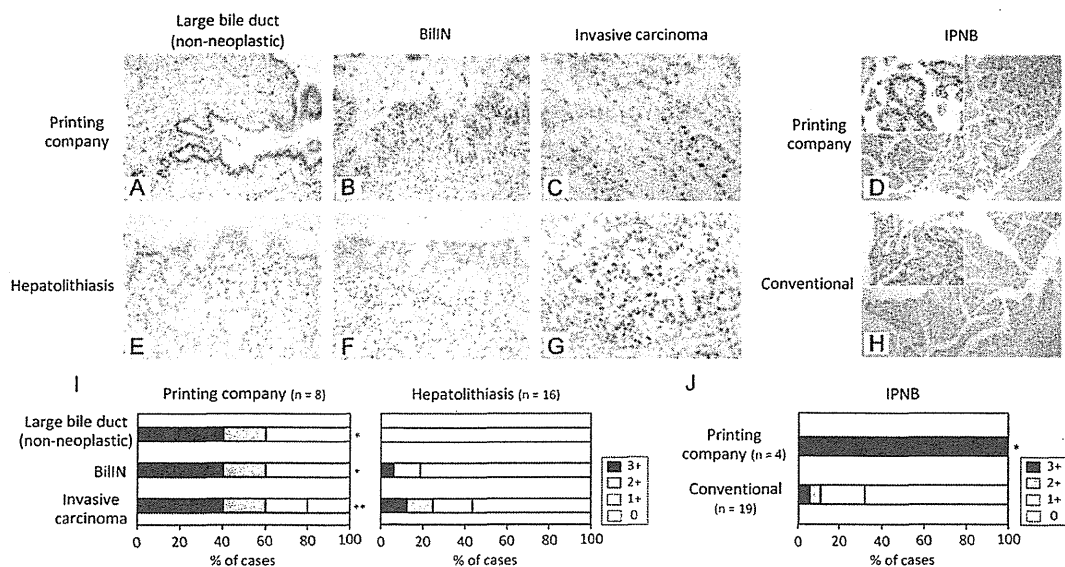 Large bile duct
(non-neoplastic)
BilIN
Invasive carcinoma
IPNB
Printing
company
A
B
C
Printing
company
D
Hepatolithiasis
E
F
G
Conventional
H
I
Printing company (n = 8)
Hepatolithiasis (n = 16)
Large bile duct
(non-neoplastic)
*
BilIN
*
Invasive
carcinoma
**
0 20 40 60 80 100
% of cases
0 20 40 60 80 100
% of cases
3+
2+
1+
0
J
IPNB
Printing
company (n = 4)
*
Conventional
(n = 19)
0 20 40 60 80 100
% of cases
3+
2+
1+
0